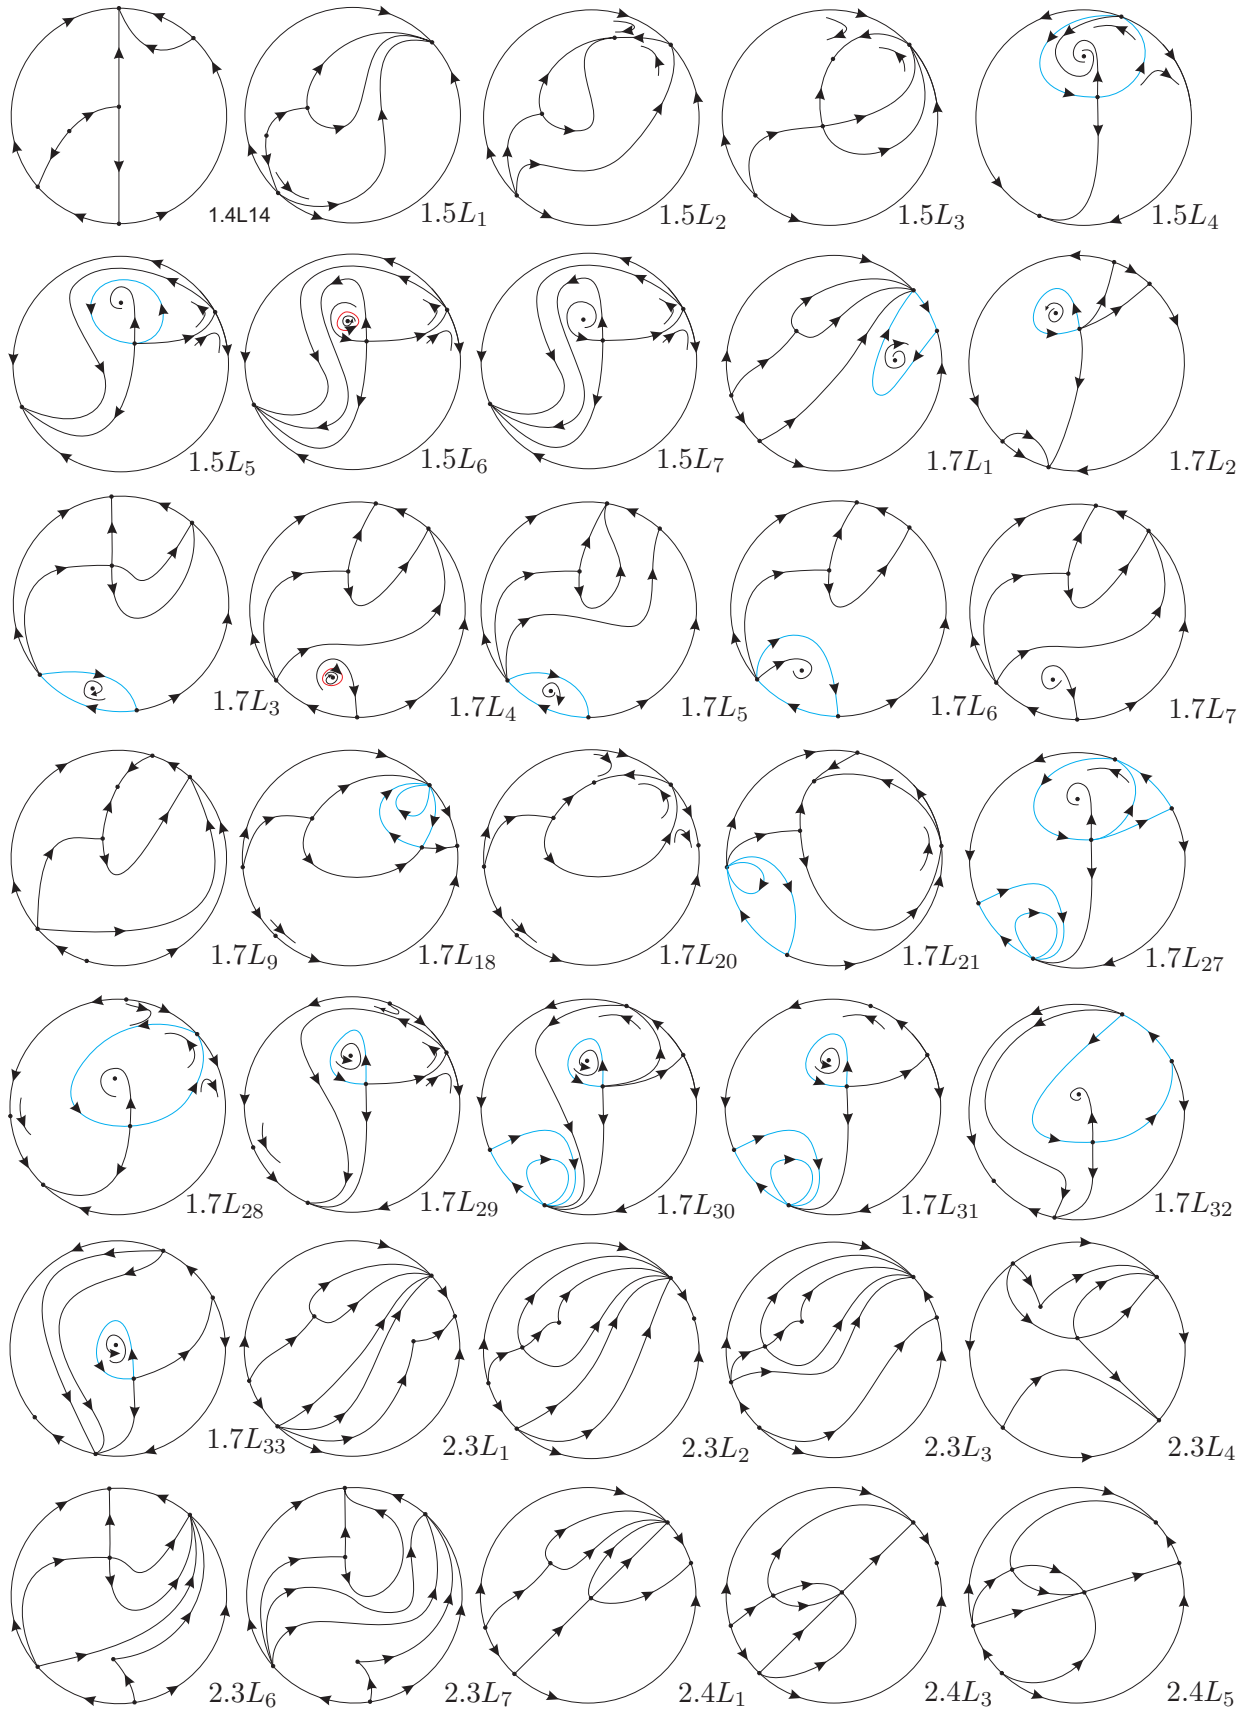 1.4L14 1.5L₁ 1.5L₂ 1.5L₃ 1.5L₄
1.5L₅ 1.5L₆ 1.5L₇ 1.7L₁ 1.7L₂
1.7L₃ 1.7L₄ 1.7L₅ 1.7L₆ 1.7L₇
1.7L₉ 1.7L₁₈ 1.7L₂₀ 1.7L₂₁ 1.7L₂₇
1.7L₂₈ 1.7L₂₉ 1.7L₃₀ 1.7L₃₁ 1.7L₃₂
1.7L₃₃ 2.3L₁ 2.3L₂ 2.3L₃ 2.3L₄
2.3L₆ 2.3L₇ 2.4L₁ 2.4L₃ 2.4L₅